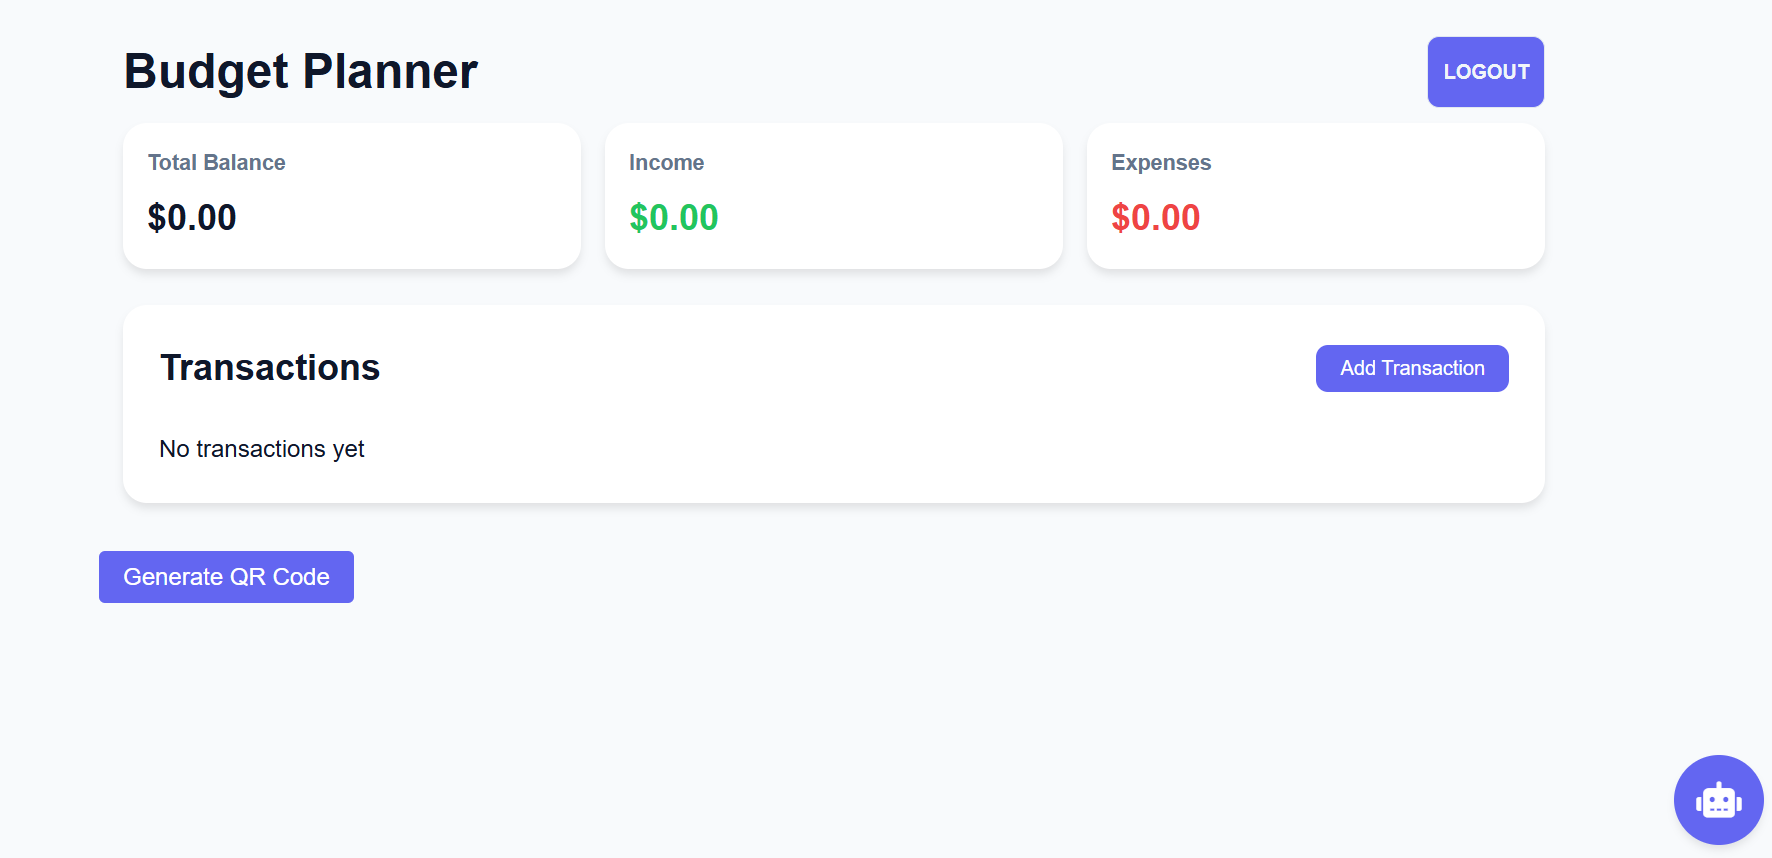 Budget Planner
LOGOUT
Total Balance
$0.00
Income
$0.00
Expenses
$0.00
Transactions
Add Transaction
No transactions yet
Generate QR Code